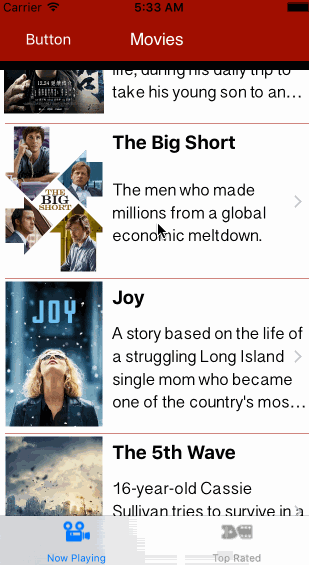 Carrier 5:33 AM
Button Movies
life, during his daily trip to
take his young son to an...
The Big Short
THE
BIG
SHORT
The men who made
millions from a global
economic meltdown.
JOY
Joy
A story based on the life of
a struggling Long Island
single mom who became
one of the country's mos...
The 5th Wave
16-year-old Cassie
Sullivan tries to survive in a
Now Playing Top Rated